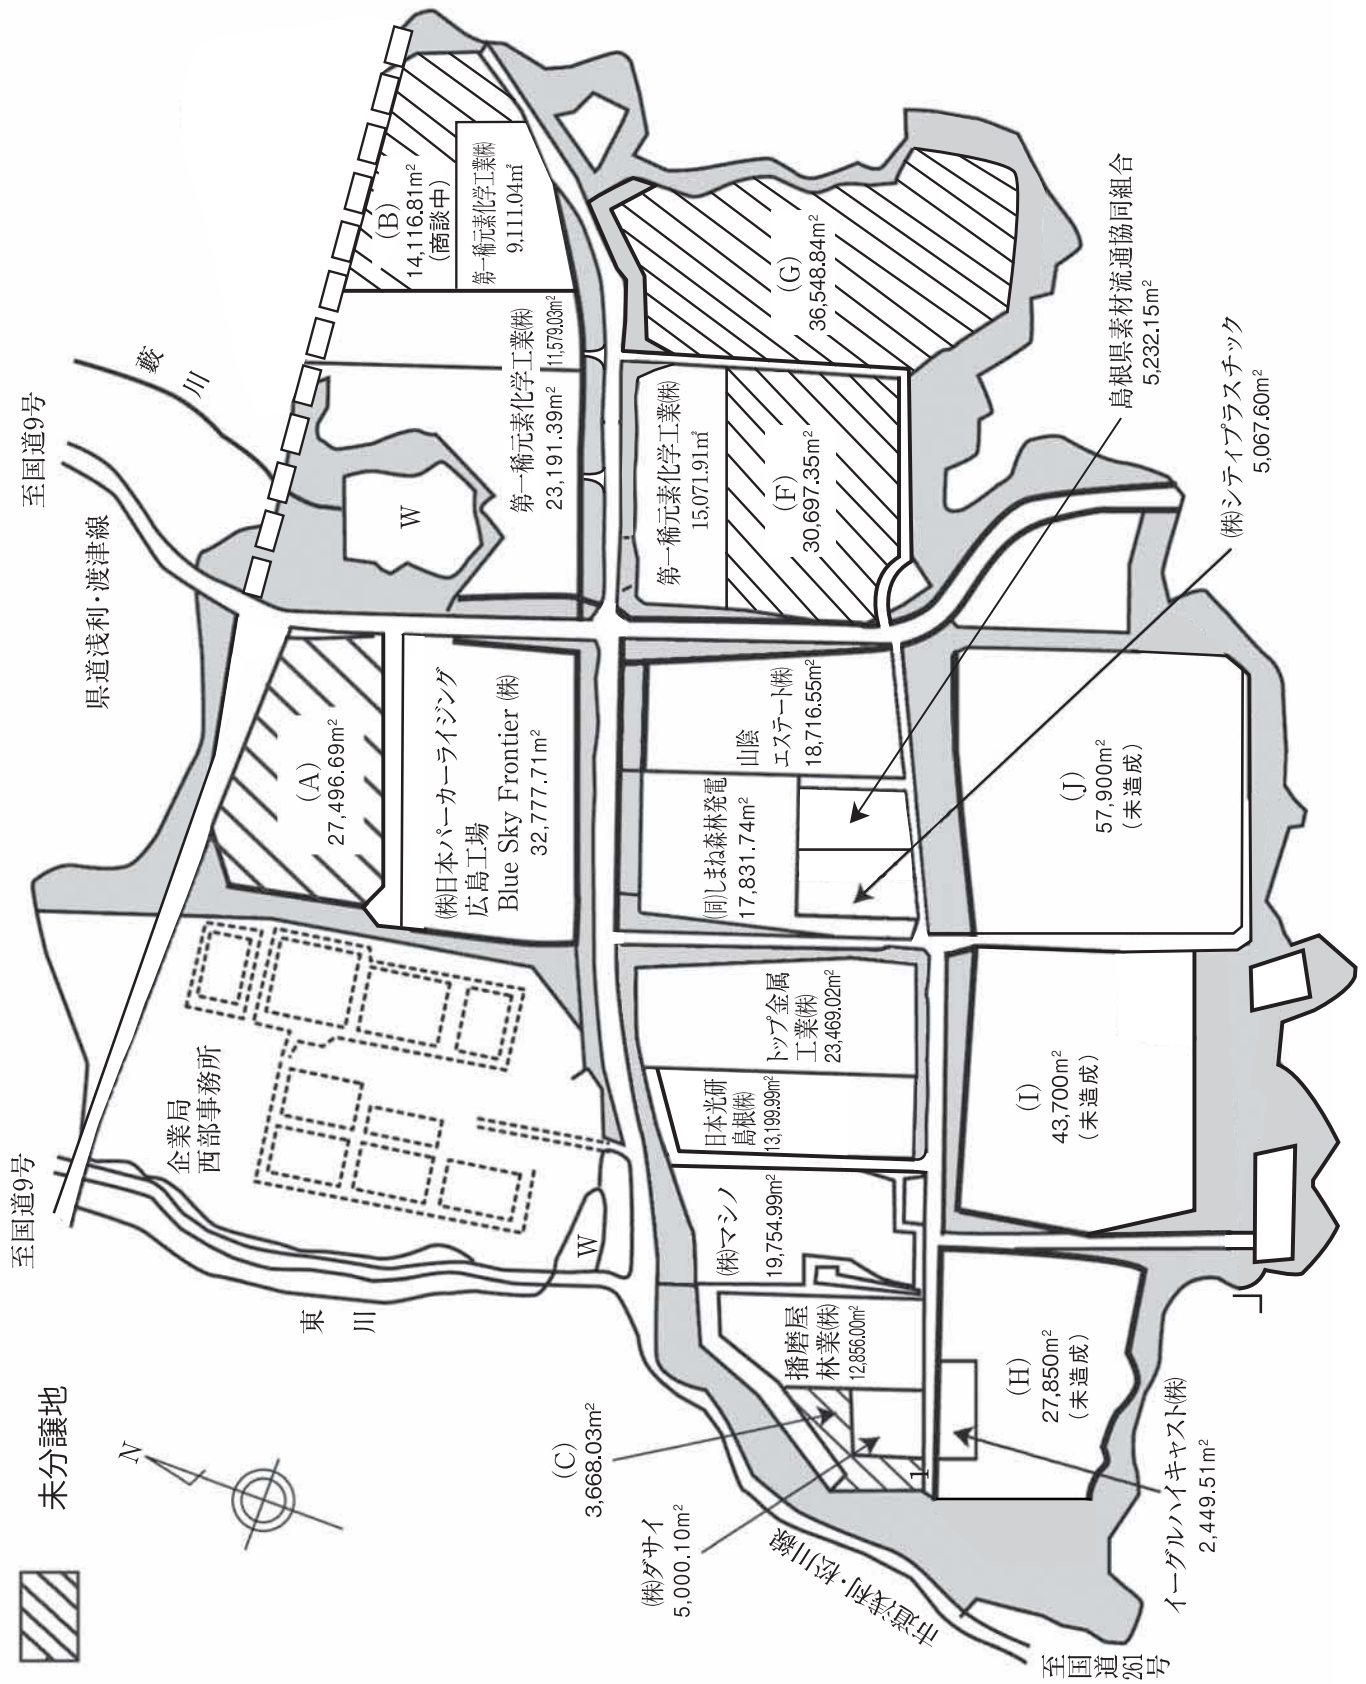 未分譲地
N
至国道9号
至国道9号
県道浅利・渡津線
藪
川
東
川
企業局
西部事務所
W
W
(A)
27,496.69m²
㈱日本パーカーライジング
広島工場
Blue Sky Frontier ㈱
32,777.71m²
(B)
14,116.81m²
(商談中)
第一稀元素化学工業㈱
9,111.04㎡
第一稀元素化学工業㈱
23,191.39m²
11,579.03m²
第一稀元素化学工業㈱
15,071.91㎡
(F)
30,697.35m²
(G)
36,548.84m²
島根県素材流通協同組合
5,232.15m²
㈱シティプラスチック
5,067.60m²
山陰
エステート㈱
18,716.55m²
(同)しまね森林発電
17,831.74m²
トップ金属
工業㈱
23,469.02m²
日本光研
島根㈱
13,199.99m²
㈱マシノ
19,754.99m²
播磨屋
林業㈱
12,856.00m²
(C)
3,668.03m²
㈱ダサイ
5,000.10m²
1
(H)
27,850m²
(未造成)
(I)
43,700m²
(未造成)
(J)
57,900m²
(未造成)
イーグルハイキャスト㈱
2,449.51m²
市道浅利・松川線
至国道261号